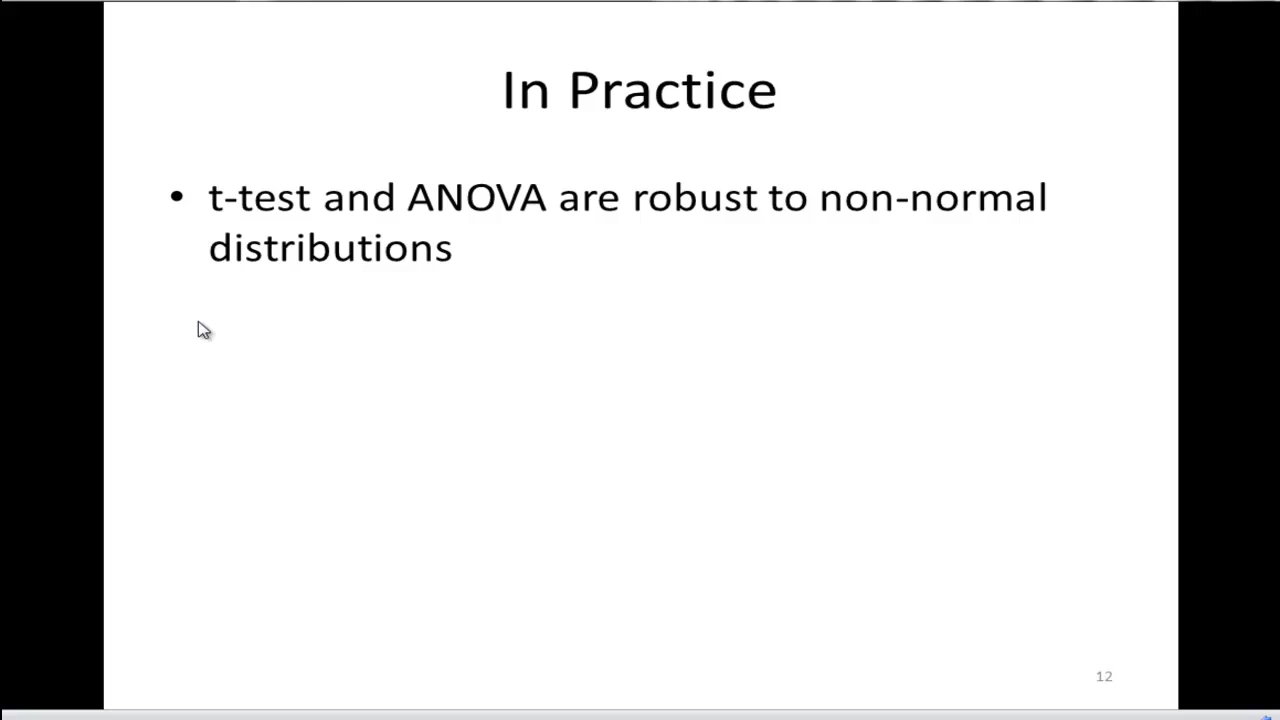 In Practice
• t-test and ANOVA are robust to non-normal
distributions
12